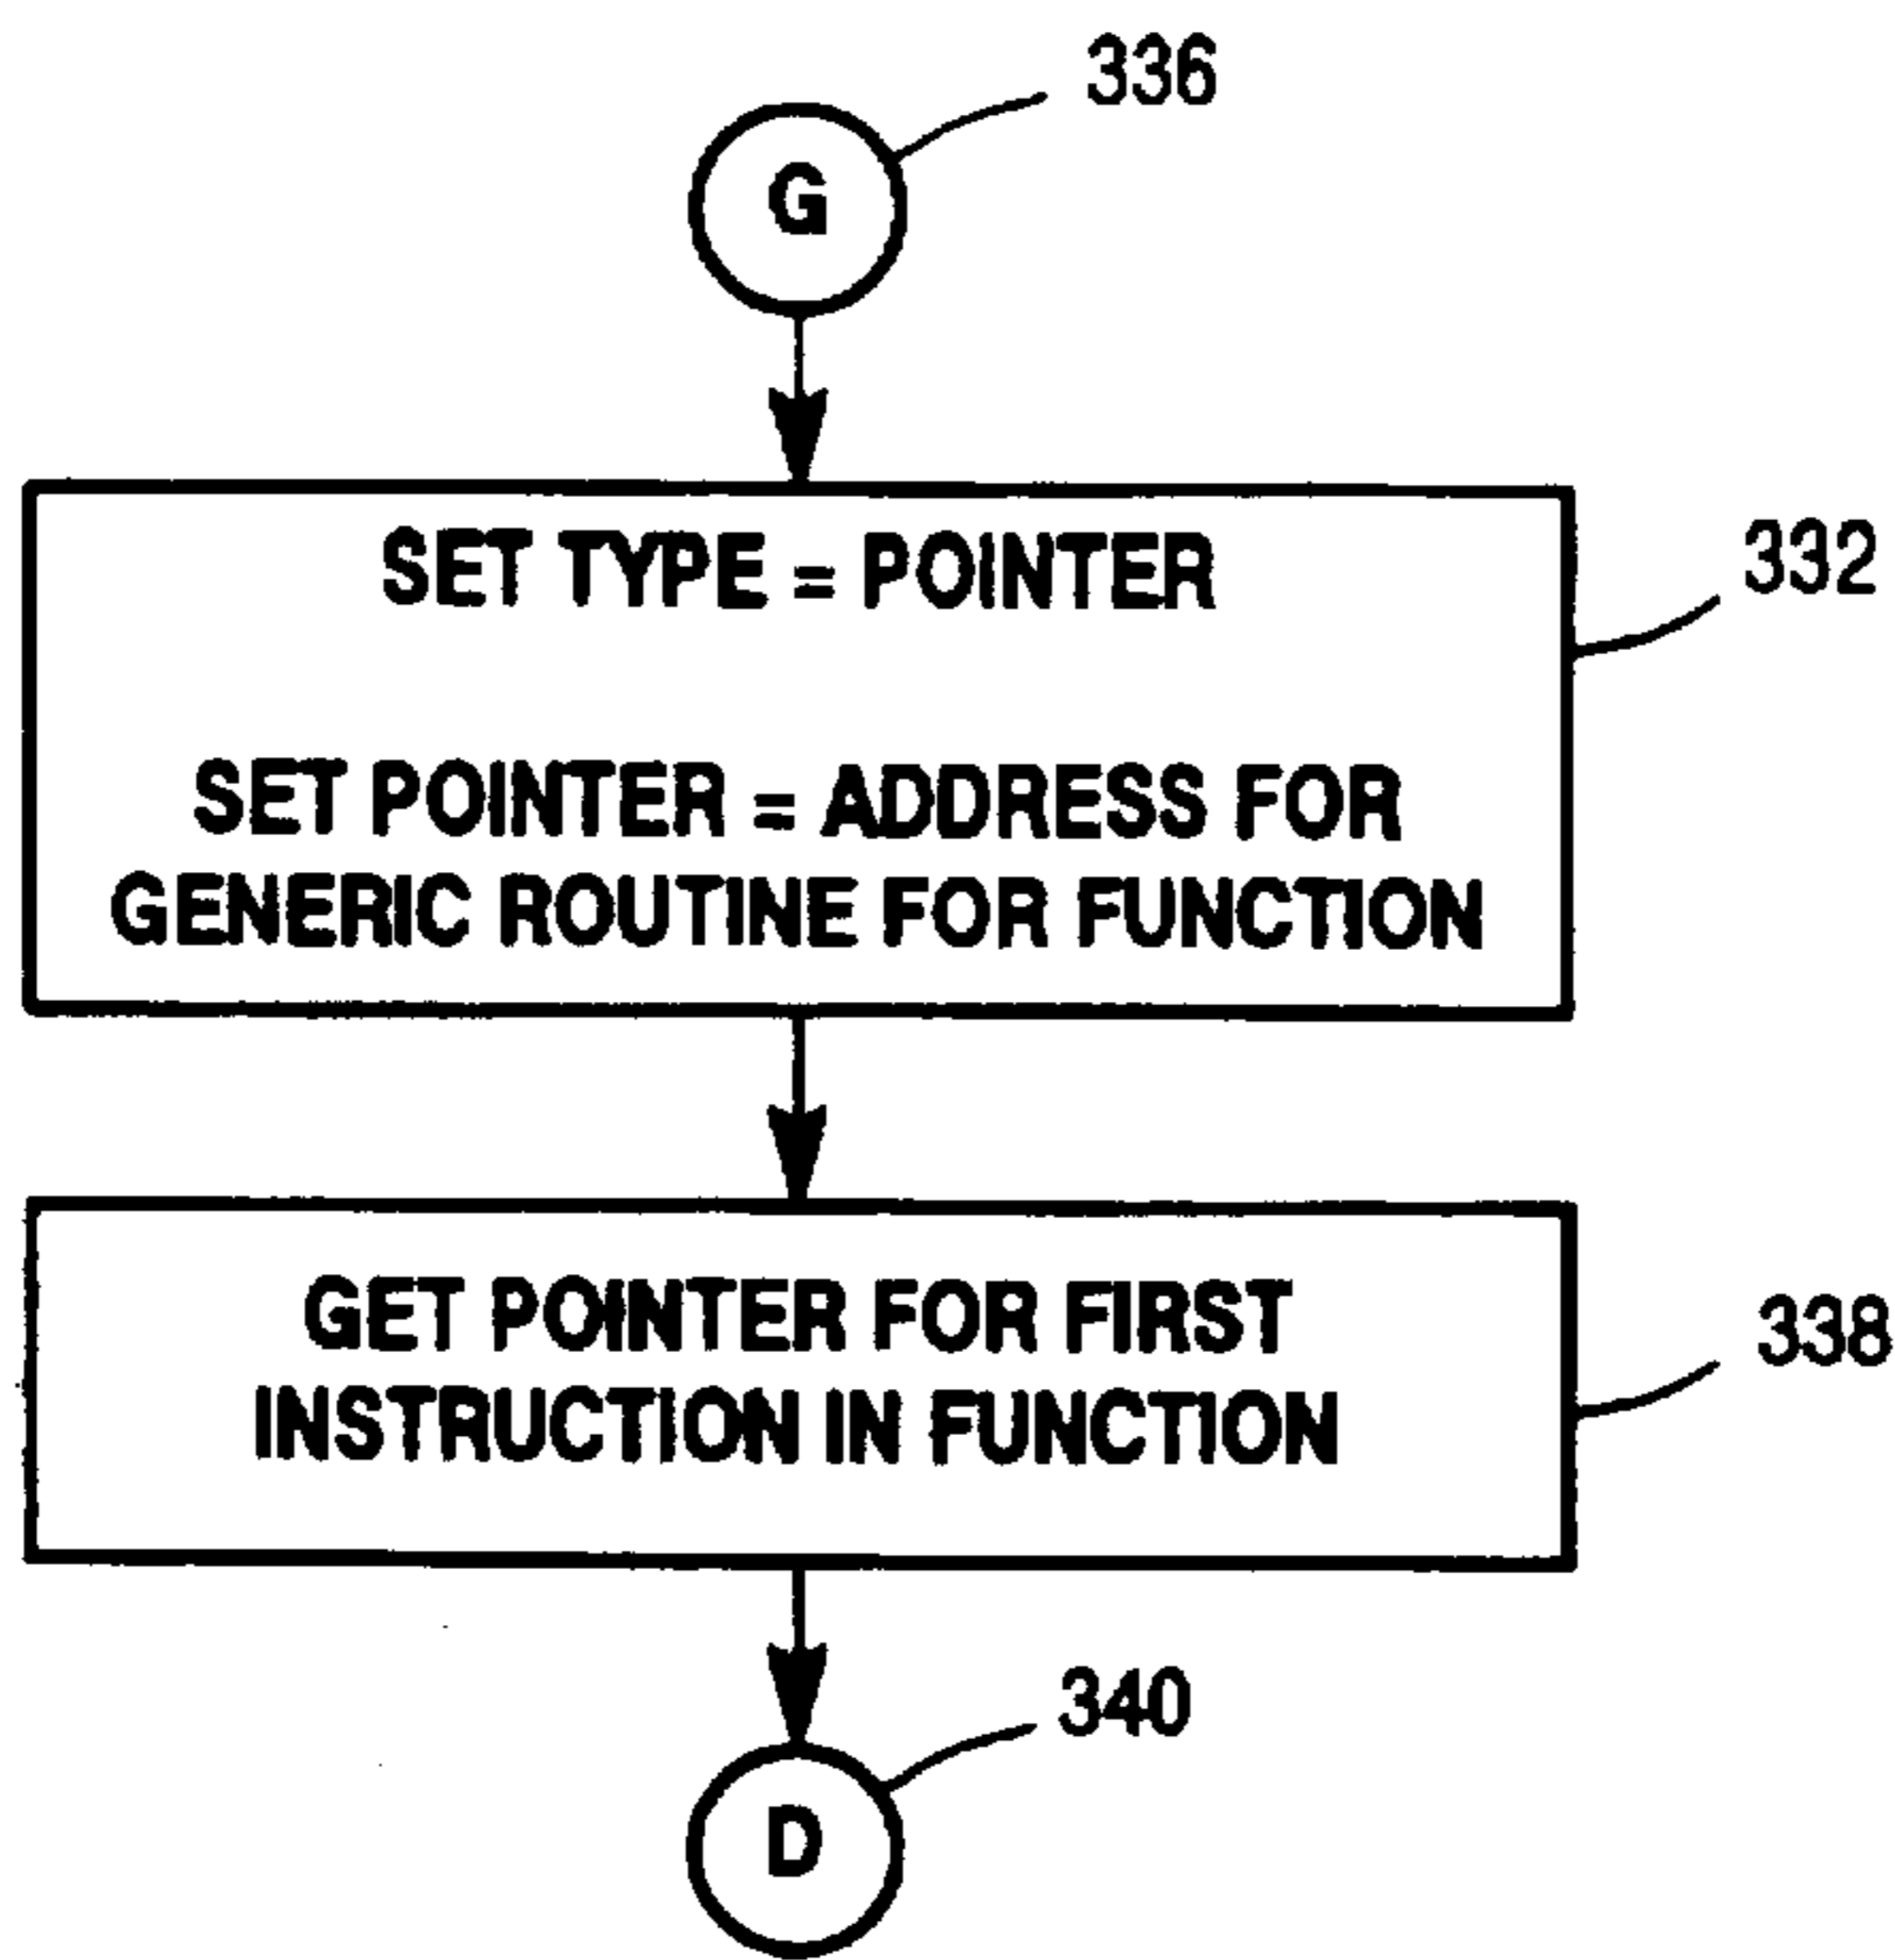 336
G
SET TYPE = POINTER
332
SET POINTER = ADDRESS FOR
GENERIC ROUTINE FOR FUNCTION
GET POINTER FOR FIRST
INSTRUCTION IN FUNCTION
338
340
D